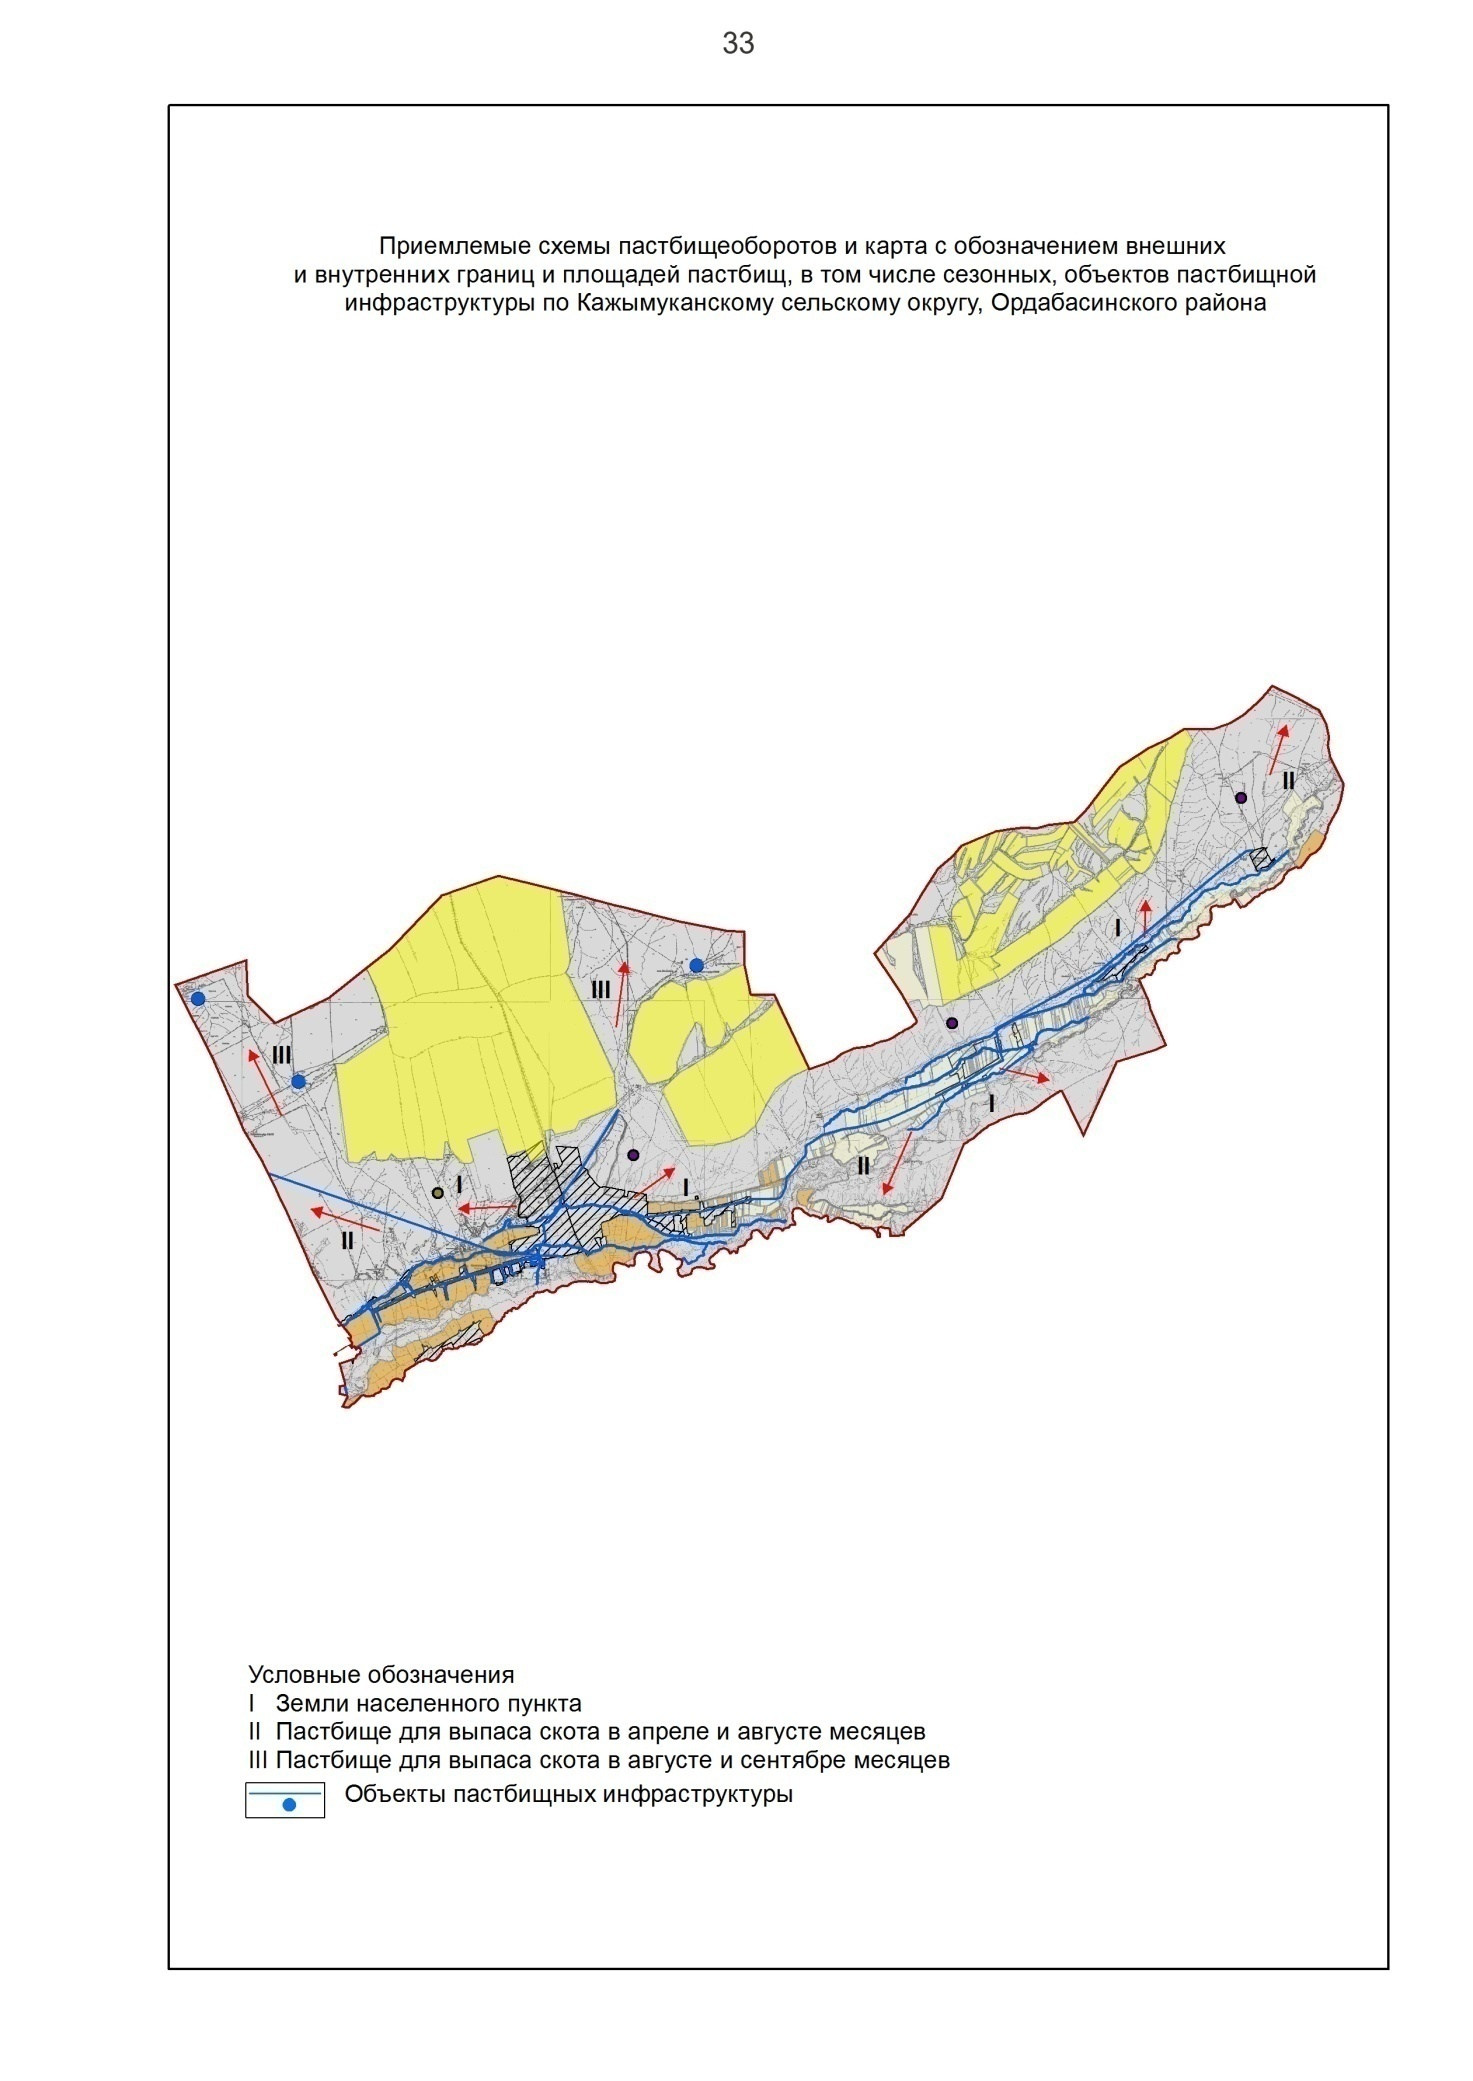 33
Приемлемые схемы пастбищеоборотов и карта с обозначением внешних
и внутренних границ и площадей пастбищ, в том числе сезонных, объектов пастбищной
инфраструктуры по Кажымуканскому сельскому округу, Ордабасинского района
II
I
III
III
I
II
I
I
II
Условные обозначения
I Земли населенного пункта
II Пастбище для выпаса скота в апреле и августе месяцев
III Пастбище для выпаса скота в августе и сентябре месяцев
Объекты пастбищных инфраструктуры